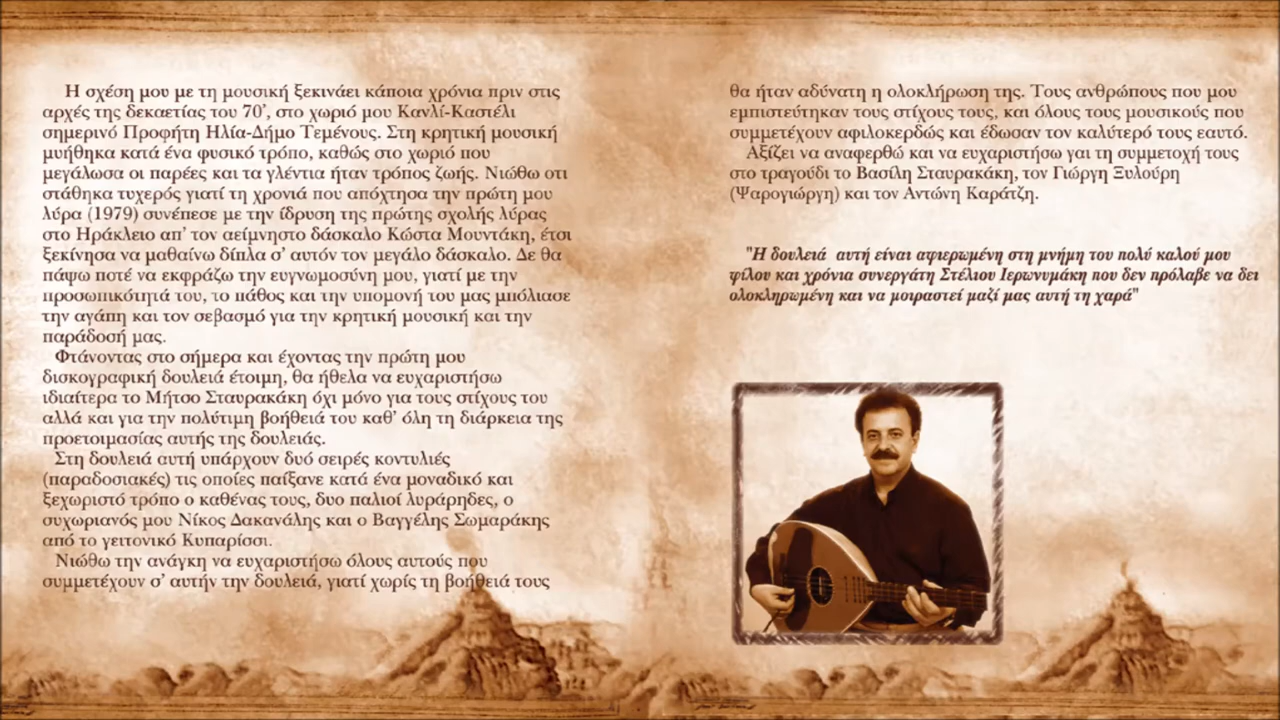 Η σχέση μου με τη μουσική ξεκινάει κάποια χρόνια πριν στις
αρχές της δεκαετίας του 70', στο χωριό μου Κανλί-Καστέλι
σημερινό Προφήτη Ηλία-Δήμο Τεμένους. Στη κρητική μουσική
μυήθηκα κατά ένα φυσικό τρόπο, καθώς στο χωριό που
μεγάλωσα οι παρέες και τα γλέντια ήταν τρόπος ζωής. Νιώθω οτι
στάθηκα τυχερός γιατί τη χρονιά που απόχτησα την πρώτη μου
λύρα (1979) συνέπεσε με την ίδρυση της πρώτης σχολής λύρας
στο Ηράκλειο απ' τον αείμνηστο δάσκαλο Κώστα Μουντάκη, έτσι
ξεκίνησα να μαθαίνω δίπλα σ' αυτόν τον μεγάλο δάσκαλο. Δε θα
πάψω ποτέ να εκφράζω την ευγνωμοσύνη μου, γιατί με την
προσωπικότητά του, το πάθος και την υπομονή του μας μπόλιασε
την αγάπη και τον σεβασμό για την κρητική μουσική και την
παράδοσή μας.
Φτάνοντας στο σήμερα και έχοντας την πρώτη μου
δισκογραφική δουλειά έτοιμη, θα ήθελα να ευχαριστήσω
ιδιαίτερα το Μήτσο Σταυρακάκη όχι μόνο για τους στίχους του
αλλά και για την πολύτιμη βοήθειά του καθ' όλη τη διάρκεια της
προετοιμασίας αυτής της δουλειάς.
Στη δουλειά αυτή υπάρχουν δυό σειρές κοντυλιές
(παραδοσιακές) τις οποίες παίξανε κατά ένα μοναδικό και
ξεχωριστό τρόπο ο καθένας τους, δυο παλιοί λυράρηδες, ο
συχωριανός μου Νίκος Δακανάλης και ο Βαγγέλης Σωμαράκης
από το γειτονικό Κυπαρίσσι.
Νιώθω την ανάγκη να ευχαριστήσω όλους αυτούς που
συμμετέχουν σ' αυτήν την δουλειά, γιατί χωρίς τη βοήθειά τους
θα ήταν αδύνατη η ολοκλήρωση της. Τους ανθρώπους που μου
εμπιστεύτηκαν τους στίχους τους, και όλους τους μουσικούς που
συμμετέχουν αφιλοκερδώς και έδωσαν τον καλύτερό τους εαυτό.
Αξίζει να αναφερθώ και να ευχαριστήσω γαι τη συμμετοχή τους
στο τραγούδι το Βασίλη Σταυρακάκη, τον Γιώργη Ξυλούρη
(Ψαρογιώργη) και τον Αντώνη Καράτζη.
"Η δουλειά αυτή είναι αφιερωμένη στη μνήμη του πολύ καλού μου
φίλου και χρόνια συνεργάτη Στέλιου Ιερωνυμάκη που δεν πρόλαβε να δει
ολοκληρωμένη και να μοιραστεί μαζί μας αυτή τη χαρά"